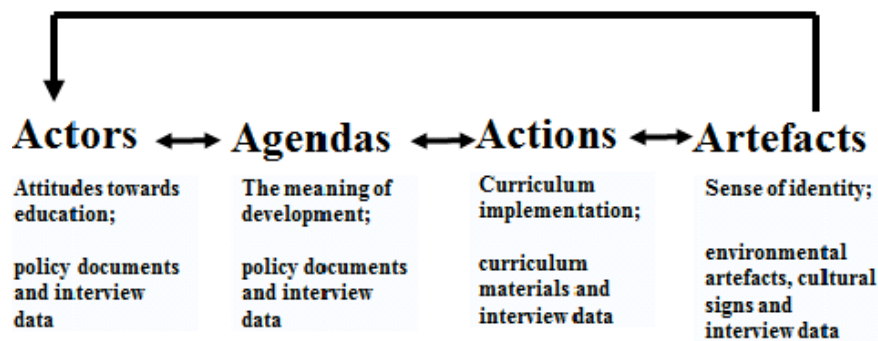 Actors Agendas Actions Artefacts
Attitudes towards
education;
policy documents
and interview
data
The meaning of
development;
policy documents
and interview
data
Curriculum
implementation;
curriculum
materials and
interview data
Sense of identity;
environmental
artefacts, cultural
signs and
interview data